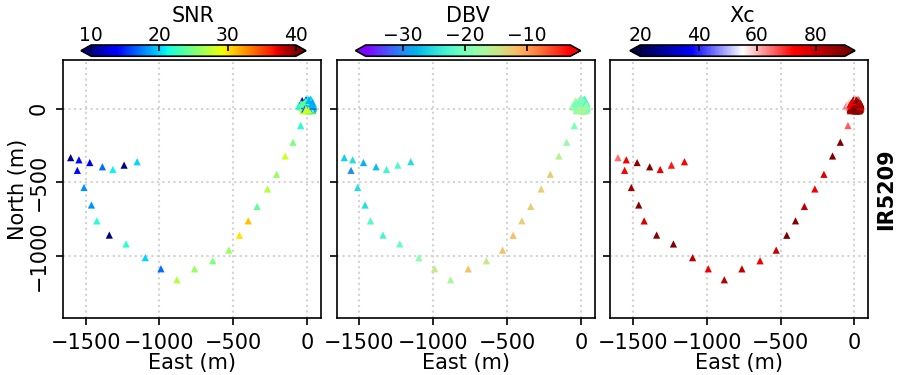 SNR DBV Xc
10 20 30 40 −30 −20 −10 20 40 60 80
0
−500
−1000
North (m)
−1500 −1000 −500 0 −1500 −1000 −500 0 −1500 −1000 −500 0
East (m) East (m) East (m)
IR5209